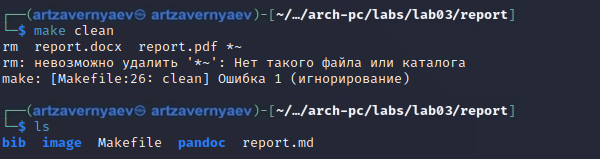 ┌──(artzavernyaev㉿ artzavernyaev)-[~/…/arch-pc/labs/lab03/report]
└─$ make clean
rm  report.docx  report.pdf *~
rm: невозможно удалить '*~': Нет такого файла или каталога
make: [Makefile:26: clean] Ошибка 1 (игнорирование)
┌──(artzavernyaev㉿ artzavernyaev)-[~/…/arch-pc/labs/lab03/report]
└─$ ls
bib  image  Makefile  pandoc  report.md